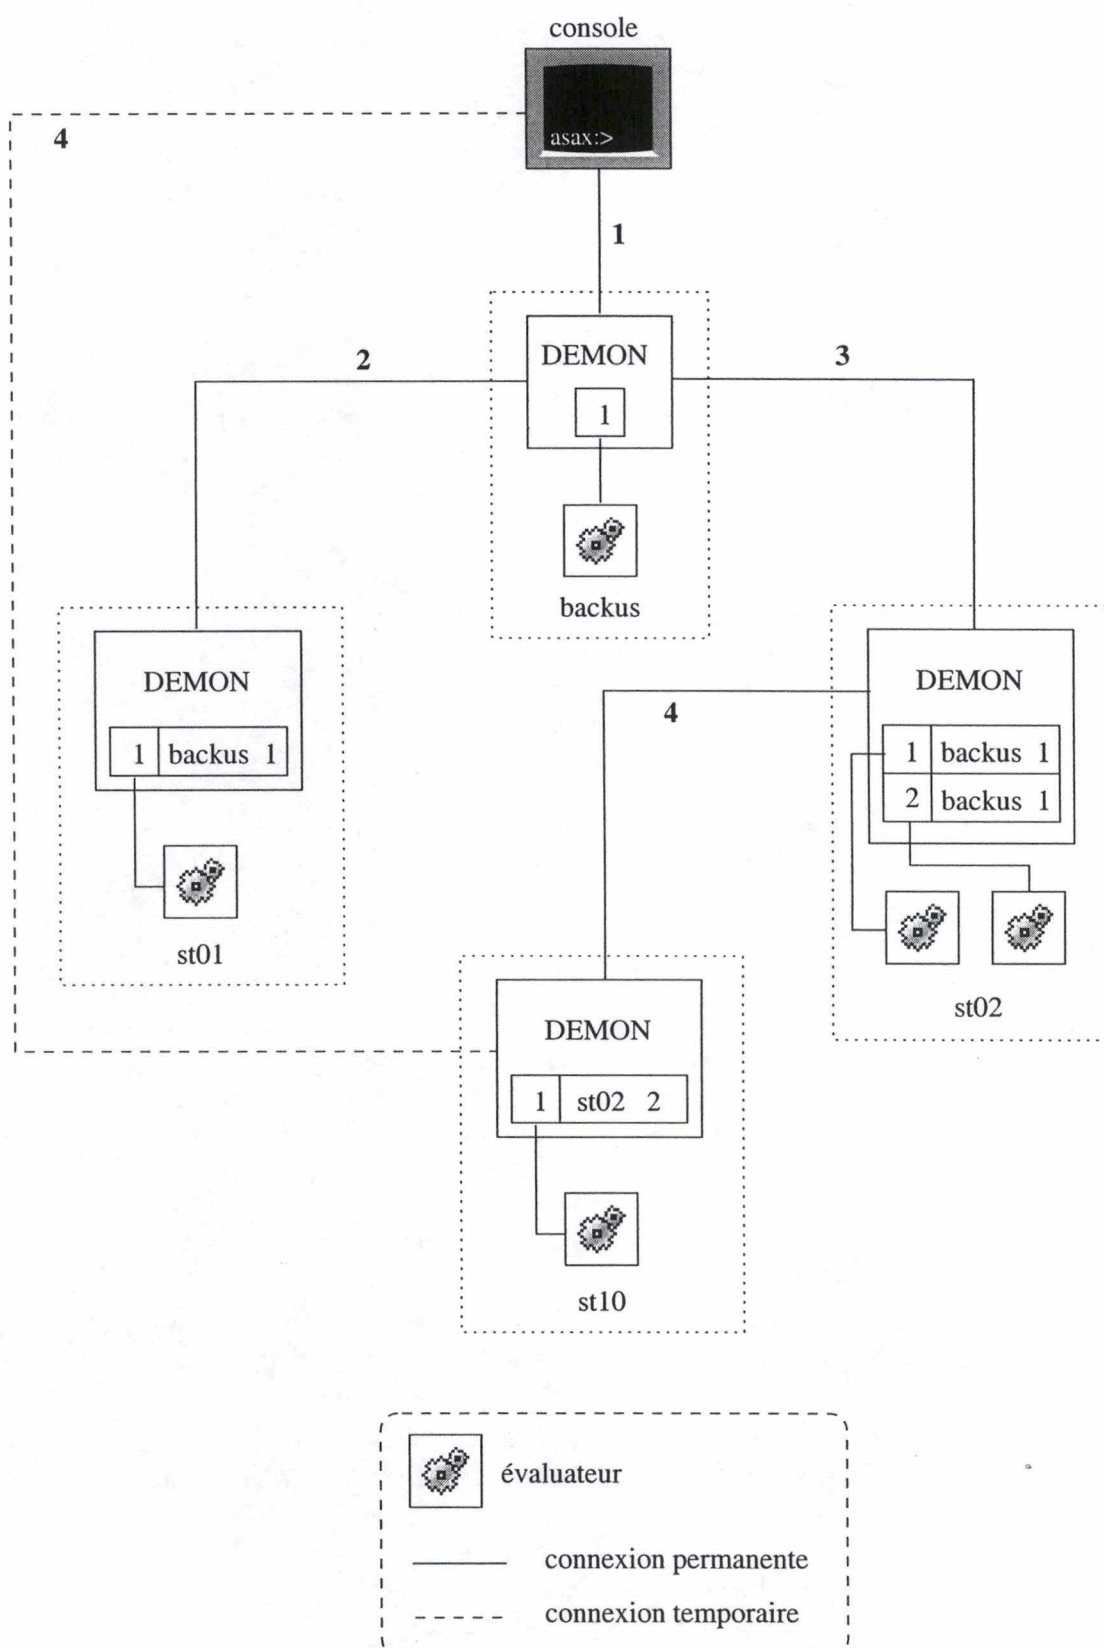 console
asax:>
4
1
DEMON
1
backus
2
3
DEMON
1 backus 1
st01
DEMON
1 backus 1
2 backus 1
st02
4
DEMON
1 st02 2
st10
évaluateur
connexion permanente
connexion temporaire